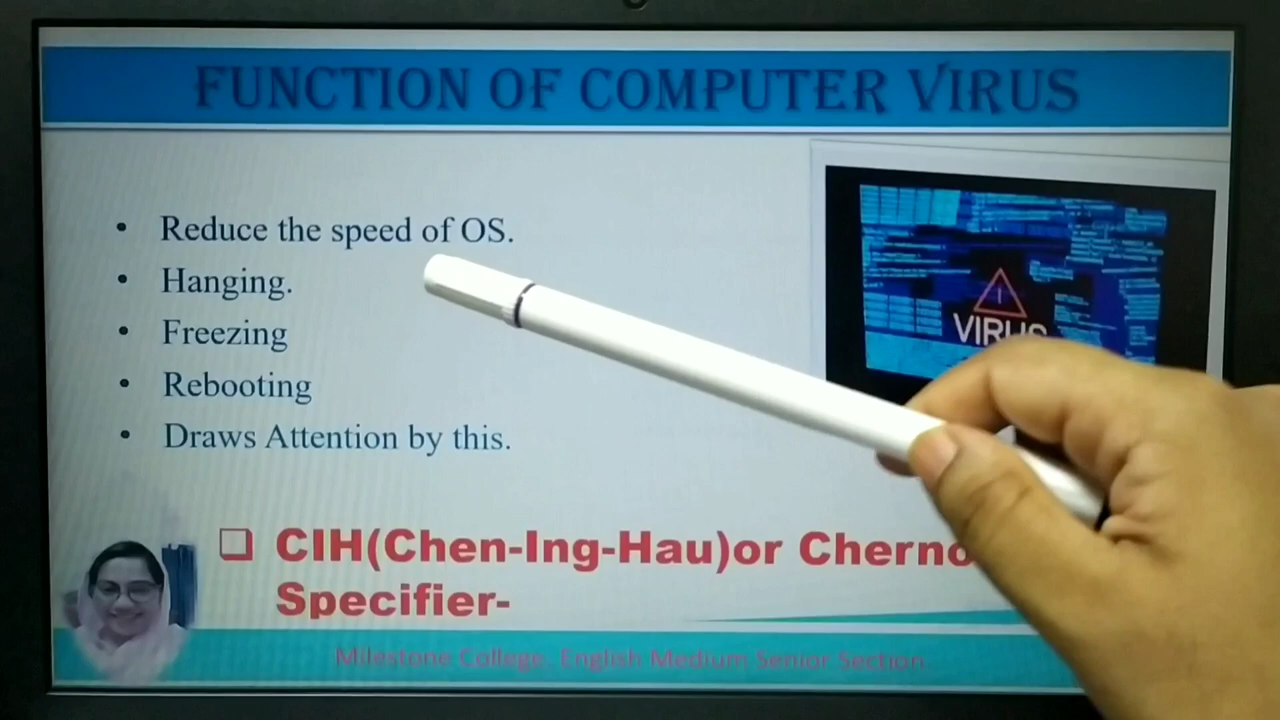 FUNCTION OF COMPUTER VIRUS
• Reduce the speed of OS.
• Hanging.
• Freezing
• Rebooting
• Draws Attention by this.
VIRUS
❑ CIH(Chen-Ing-Hau)or
Specifier-
Milestone College, English Medium Senior Section